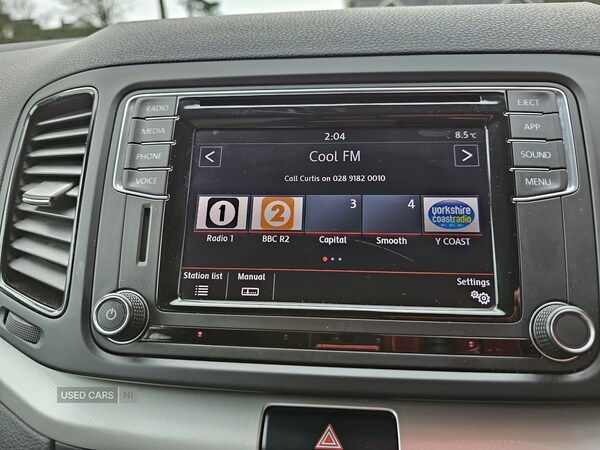 RADIO
MEDIA
PHONE
VOICE
EJECT
APP
SOUND
MENU
2:04
8.5°C
<
Cool FM
>
Call Curtis on 028 9182 0010
1
2
3
4
yorkshire
coastradio
Radio 1
BBC R2
Capital
Smooth
Y COAST
Station list
Manual
Settings
USED CARS NI